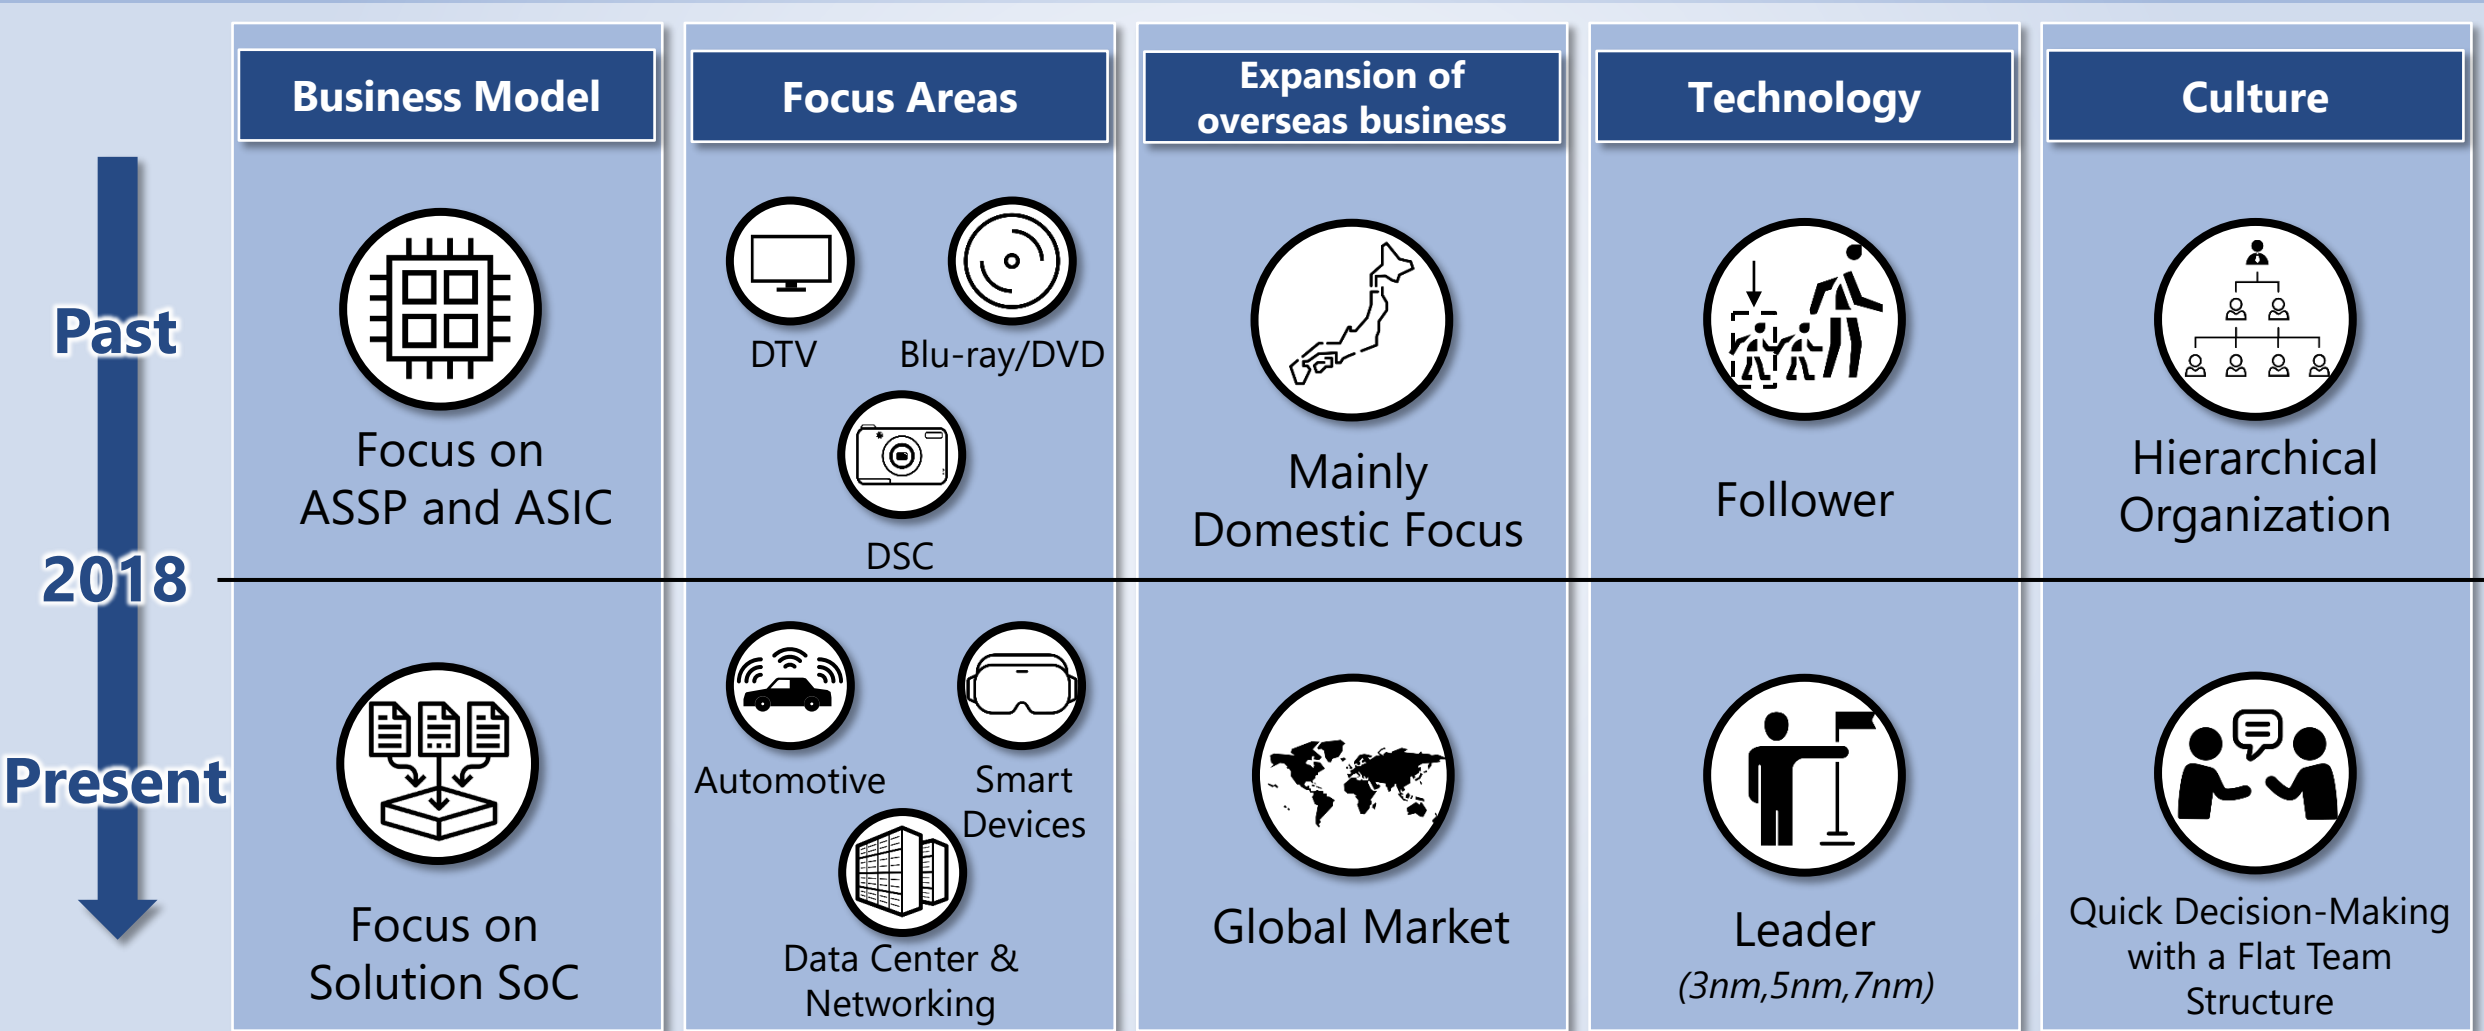 Business Model
Focus Areas
Expansion of
overseas business
Technology
Culture
Past
Focus on
ASSP and ASIC
DTV
Blu-ray/DVD
DSC
Mainly
Domestic Focus
Follower
Hierarchical
Organization
2018
Present
Focus on
Solution SoC
Automotive
Smart
Devices
Data Center &
Networking
Global Market
Leader
(3nm,5nm,7nm)
Quick Decision-Making
with a Flat Team
Structure